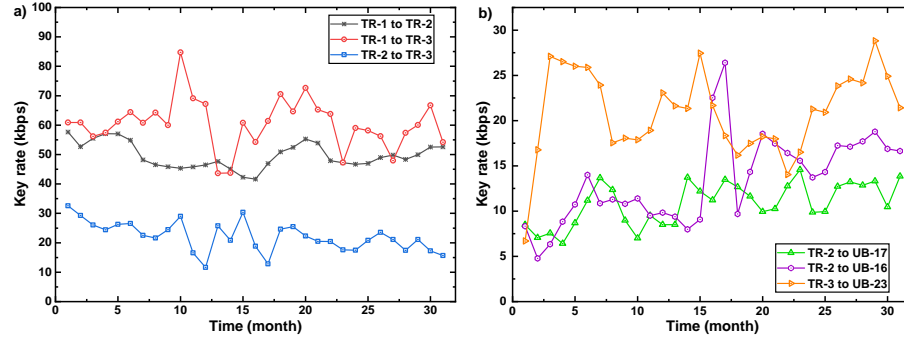 a)
TR-1 to TR-2
TR-1 to TR-3
TR-2 to TR-3
100
90
80
70
60
50
40
30
20
10
0
Key rate (kbps)
0 5 10 15 20 25 30
Time (month)
b)
30
25
20
15
10
5
0
Key rate (kbps)
TR-2 to UB-17
TR-2 to UB-16
TR-3 to UB-23
0 5 10 15 20 25 30
Time (month)